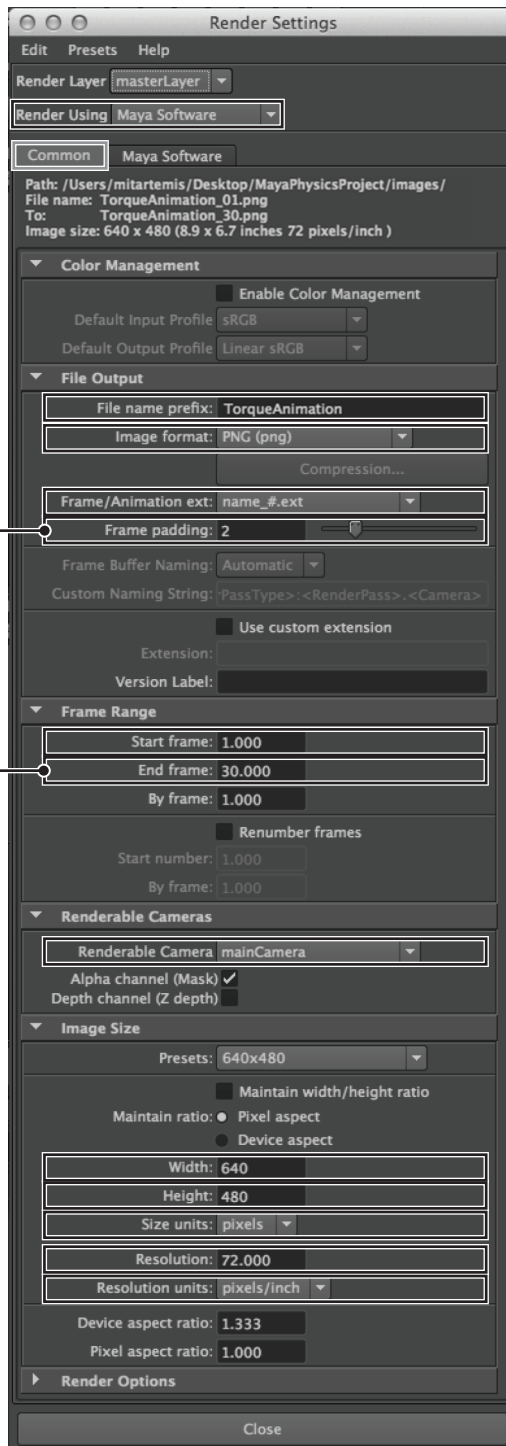 Render Settings
Edit Presets Help
Render Layer masterLayer
Render Using Maya Software
Common Maya Software
Path: /Users/mitartemis/Desktop/MayaPhysicsProject/images/
File name: TorqueAnimation_01.png
To: TorqueAnimation_30.png
Image size: 640 x 480 (8.9 x 6.7 inches 72 pixels/inch )
Color Management
Enable Color Management
Default Input Profile sRGB
Default Output Profile Linear sRGB
File Output
File name prefix: TorqueAnimation
Image format: PNG (png)
Compression...
Frame/Animation ext: name_#.ext
Frame padding: 2
Frame Buffer Naming: Automatic
Custom Naming String: PassType>:<RenderPass>.<Camera>
Use custom extension
Extension:
Version Label:
Frame Range
Start frame: 1.000
End frame: 30.000
By frame: 1.000
Renumber frames
Start number: 1.000
By frame: 1.000
Renderable Cameras
Renderable Camera mainCamera
Alpha channel (Mask)
Depth channel (Z depth)
Image Size
Presets: 640x480
Maintain width/height ratio
Maintain ratio: Pixel aspect
Device aspect
Width: 640
Height: 480
Size units: pixels
Resolution: 72.000
Resolution units: pixels/inch
Device aspect ratio: 1.333
Pixel aspect ratio: 1.000
Render Options
Close